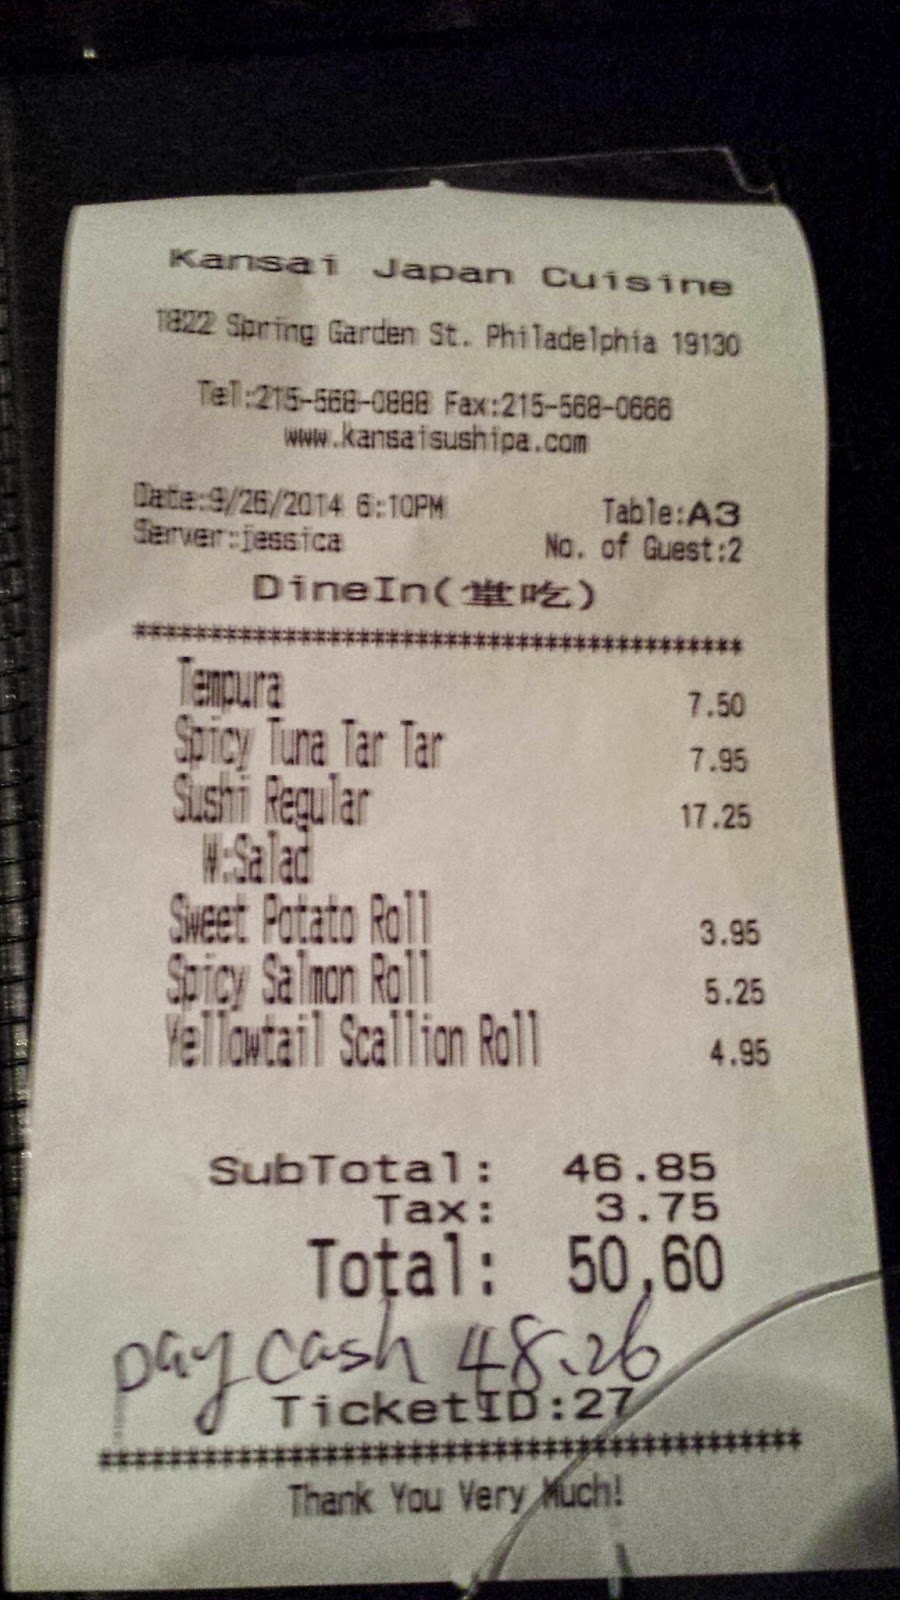 Kansai Japan Cuisine
1822 Spring Garden St. Philadelphia 19130
Tel:215-568-0888 Fax:215-568-0666
www.kansaisushipa.com
Date:9/26/2014 6:10PM Table:A3
Server:jessica No. of Guest:2
DineIn(堂吃)
******************************************
Tempura 7.50
Spicy Tuna Tar Tar 7.95
Sushi Regular 17.25
W:Salad
Sweet Potato Roll 3.95
Spicy Salmon Roll 5.25
Yellowtail Scallion Roll 4.95
SubTotal: 46.85
Tax: 3.75
Total: 50.60
pay cash 48.26
TicketID:27
******************************************
Thank You Very Much!